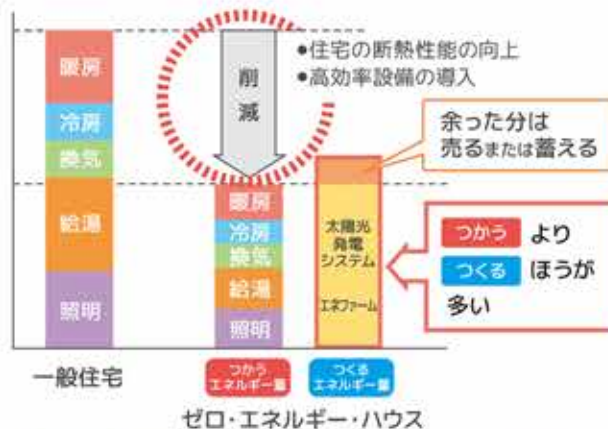 ●住宅の断熱性能の向上
●高効率設備の導入
削減
暖房
冷房
換気
給湯
照明
一般住宅
暖房
冷房
換気
給湯
照明
つかう
エネルギー量
太陽光
発電
システム
エネファーム
つくる
エネルギー量
余った分は
売るまたは蓄える
つかう より
つくる ほうが
多い
ゼロ・エネルギー・ハウス